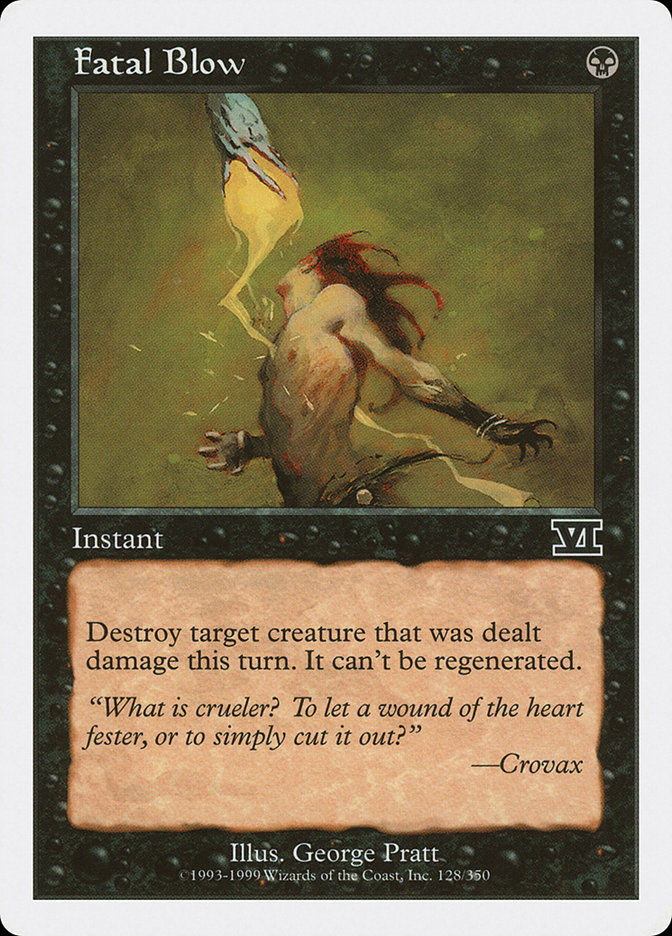 Fatal Blow
Instant
VI
Destroy target creature that was dealt
damage this turn. It can't be regenerated.
“What is crueler? To let a wound of the heart
fester, or to simply cut it out?”
—Crovax
Illus. George Pratt
©1993-1999 Wizards of the Coast, Inc. 128/350